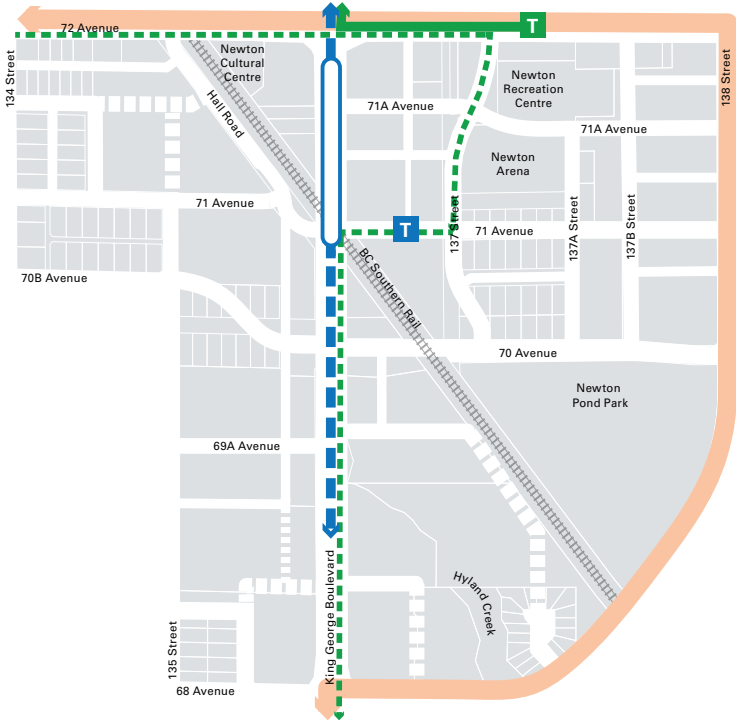 72 Avenue
T
134 Street
Newton
Cultural
Centre
138 Street
Newton
Recreation
Centre
Hall Road
71A Avenue
71A Avenue
Newton
Arena
71 Avenue
T
137 Street
71 Avenue
137A Street
137B Street
BC Southern Rail
70B Avenue
70 Avenue
Newton
Pond Park
69A Avenue
King George Boulevard
Hyland Creek
135 Street
68 Avenue